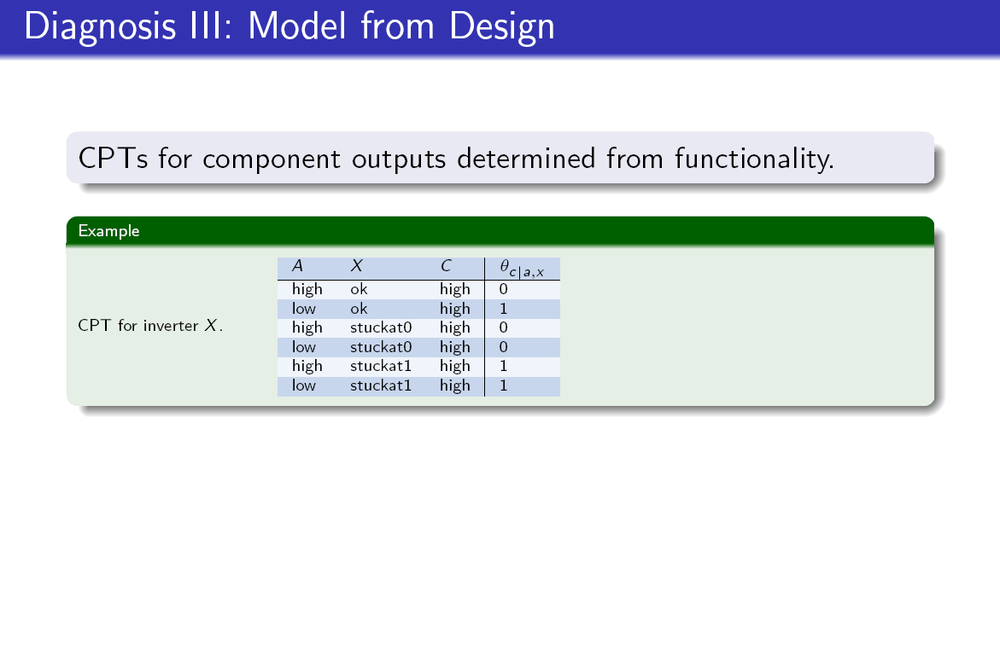 Diagnosis III: Model from Design
CPTs for component outputs determined from functionality.
Example
CPT for inverter X.
A X C θc|a,x
high ok high 0
low ok high 1
high stuckat0 high 0
low stuckat0 high 0
high stuckat1 high 1
low stuckat1 high 1